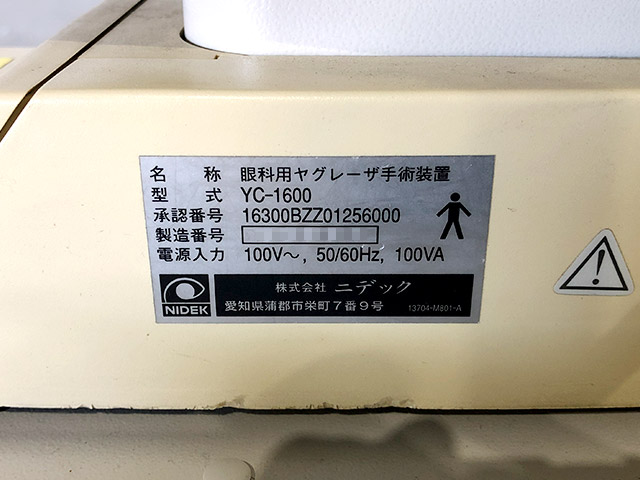 名 称 眼科用ヤグレーザ手術装置
型 式 YC-1600
承認番号 16300BZZ01256000
製造番号
電源入力 100V～, 50/60Hz, 100VA
NIDEK
株式会社 ニデック
愛知県蒲郡市栄町7番9号
13704-M801-A